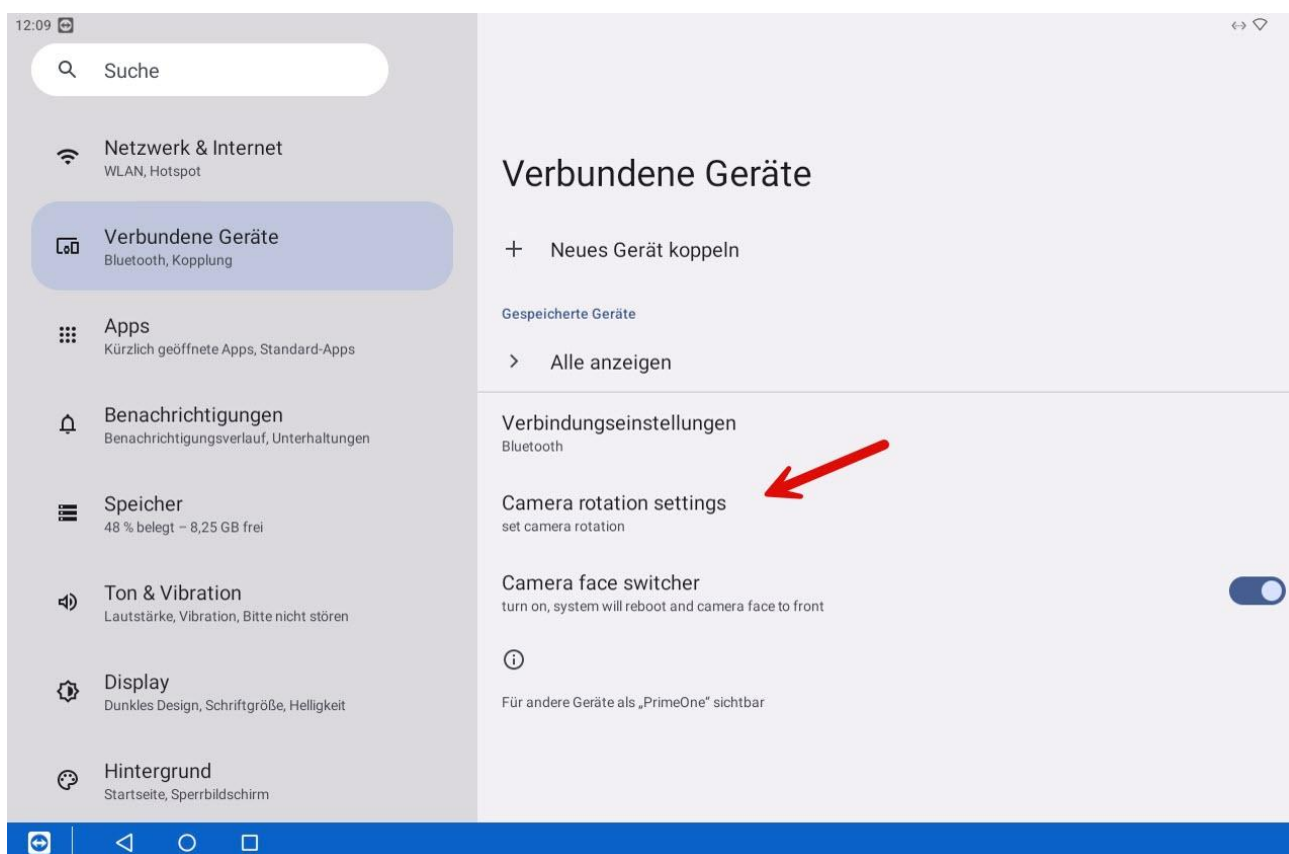 12:09
Suche
Netzwerk & Internet
WLAN, Hotspot
Verbundene Geräte
Bluetooth, Kopplung
Apps
Kürzlich geöffnete Apps, Standard-Apps
Benachrichtigungen
Benachrichtigungsverlauf, Unterhaltungen
Speicher
48 % belegt – 8,25 GB frei
Ton & Vibration
Lautstärke, Vibration, Bitte nicht stören
Display
Dunkles Design, Schriftgröße, Helligkeit
Hintergrund
Startseite, Sperrbildschirm
Verbundene Geräte
Neues Gerät koppeln
Gespeicherte Geräte
Alle anzeigen
Verbindungseinstellungen
Bluetooth
Camera rotation settings
set camera rotation
Camera face switcher
turn on, system will reboot and camera face to front
Für andere Geräte als „PrimeOne“ sichtbar